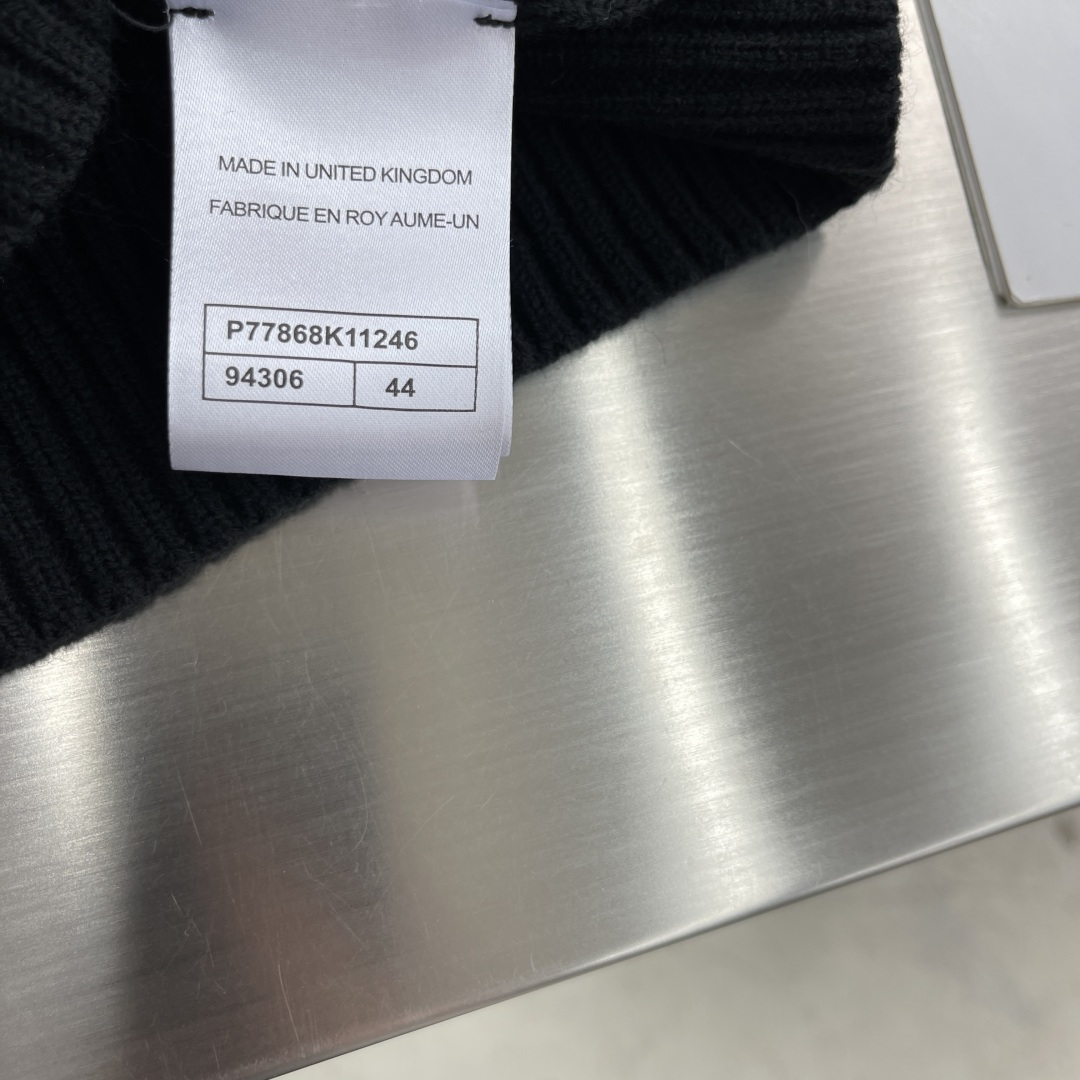 MADE IN UNITED KINGDOM
FABRIQUE EN ROY AUME-UN
P77868K11246
94306 44